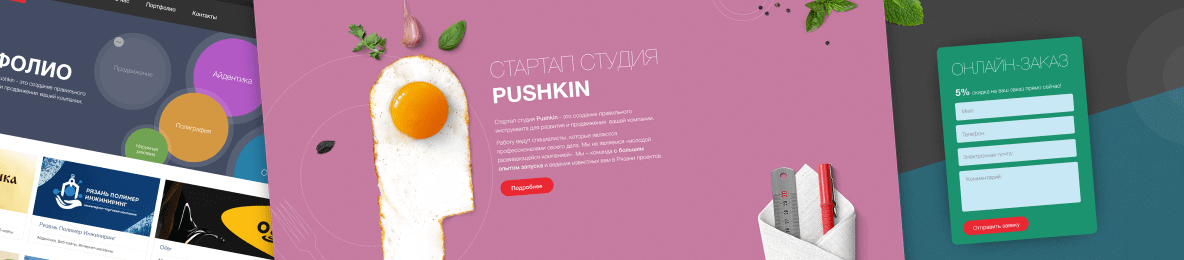 Портфолио
Контакты
ФОЛИО
Продвижение
Айдентика
Полиграфия
Наружная
реклама
РЯЗАНЬ ПОЛИМЕР
ИНЖИНИРИНГ
Рязань Полимер Инжиниринг
СТАРТАП СТУДИЯ
PUSHKIN
Стартап студия Pushkin - это создание правильного
инструмента для развития и продвижения вашей компании.
Работу ведут специалисты, которые являются
профессионалами своего дела. Мы не являемся «молодой
развивающейся компанией». Мы – команда с большим
опытом запуска и ведения известных вам в Рязани проектов.
Подробнее
ОНЛАЙН-ЗАКАЗ
5% скидка на ваш заказ прямо сейчас!
Имя
Телефон
Электронная почта
Комментарий
Отправить заявку